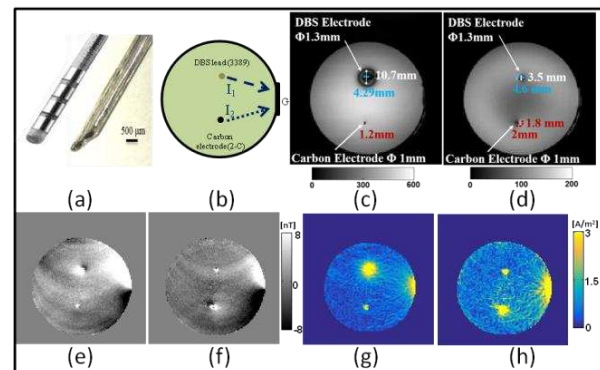 500 µm
(a)
DBS lead(3389)
I1
I2
Carbon
electrode(2-C)
G
(b)
DBS Electrode
Φ1.3mm
10.7mm
4.29mm
1.2mm
Carbon Electrode Φ 1mm
0 300 600
(c)
DBS Electrode
Φ1.3mm
3.5 mm
4.6 mm
1.8 mm
2mm
Carbon Electrode Φ 1mm
0 100 200
(d)
(e)
(f)
[nT]
8
0
-8
(g)
(h)
[A/m²]
3
1.5
0